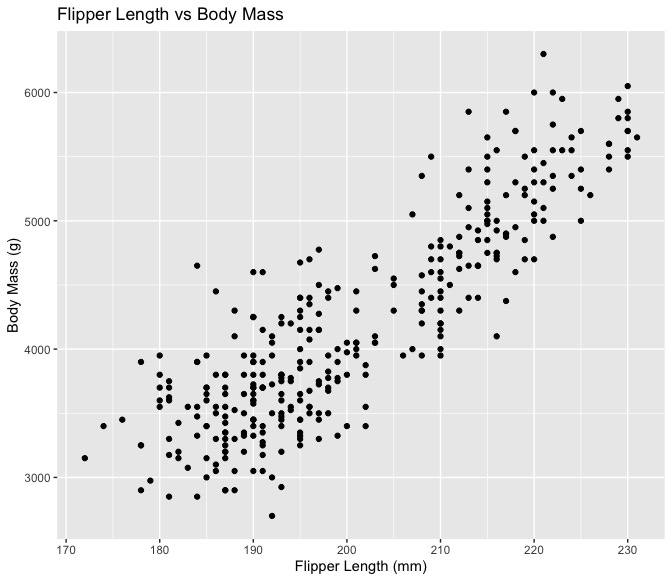 Flipper Length vs Body Mass
Body Mass (g)
6000
5000
4000
3000
170 180 190 200 210 220 230
Flipper Length (mm)